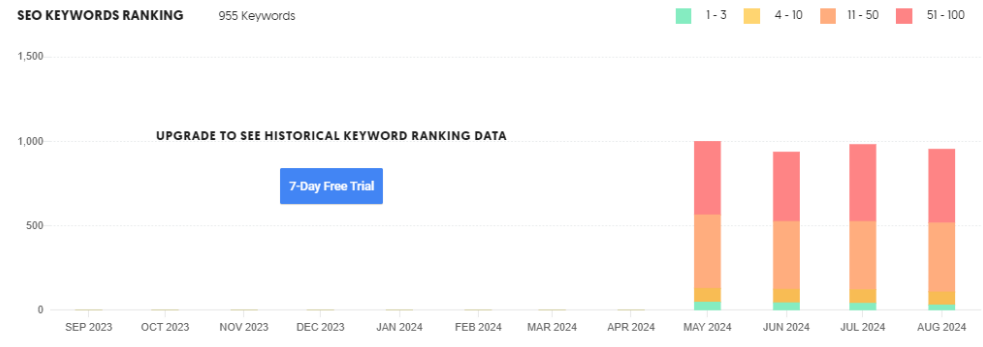 SEO KEYWORDS RANKING 955 Keywords 1 - 3 4 - 10 11 - 50 51 - 100
1,500
UPGRADE TO SEE HISTORICAL KEYWORD RANKING DATA
1,000
7-Day Free Trial
500
0
SEP 2023 OCT 2023 NOV 2023 DEC 2023 JAN 2024 FEB 2024 MAR 2024 APR 2024 MAY 2024 JUN 2024 JUL 2024 AUG 2024